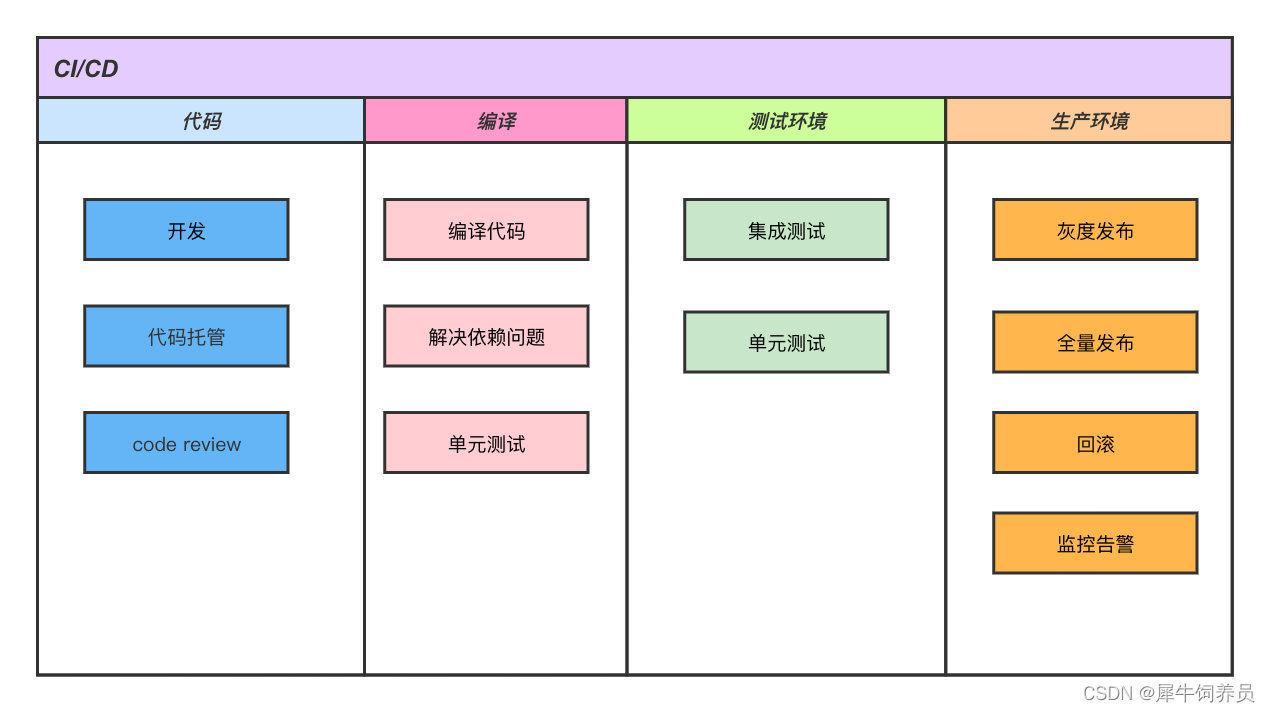 CI/CD
代码
编译
测试环境
生产环境
开发
编译代码
集成测试
灰度发布
代码托管
解决依赖问题
单元测试
全量发布
code review
单元测试
回滚
监控告警
CSDN @犀牛饲养员